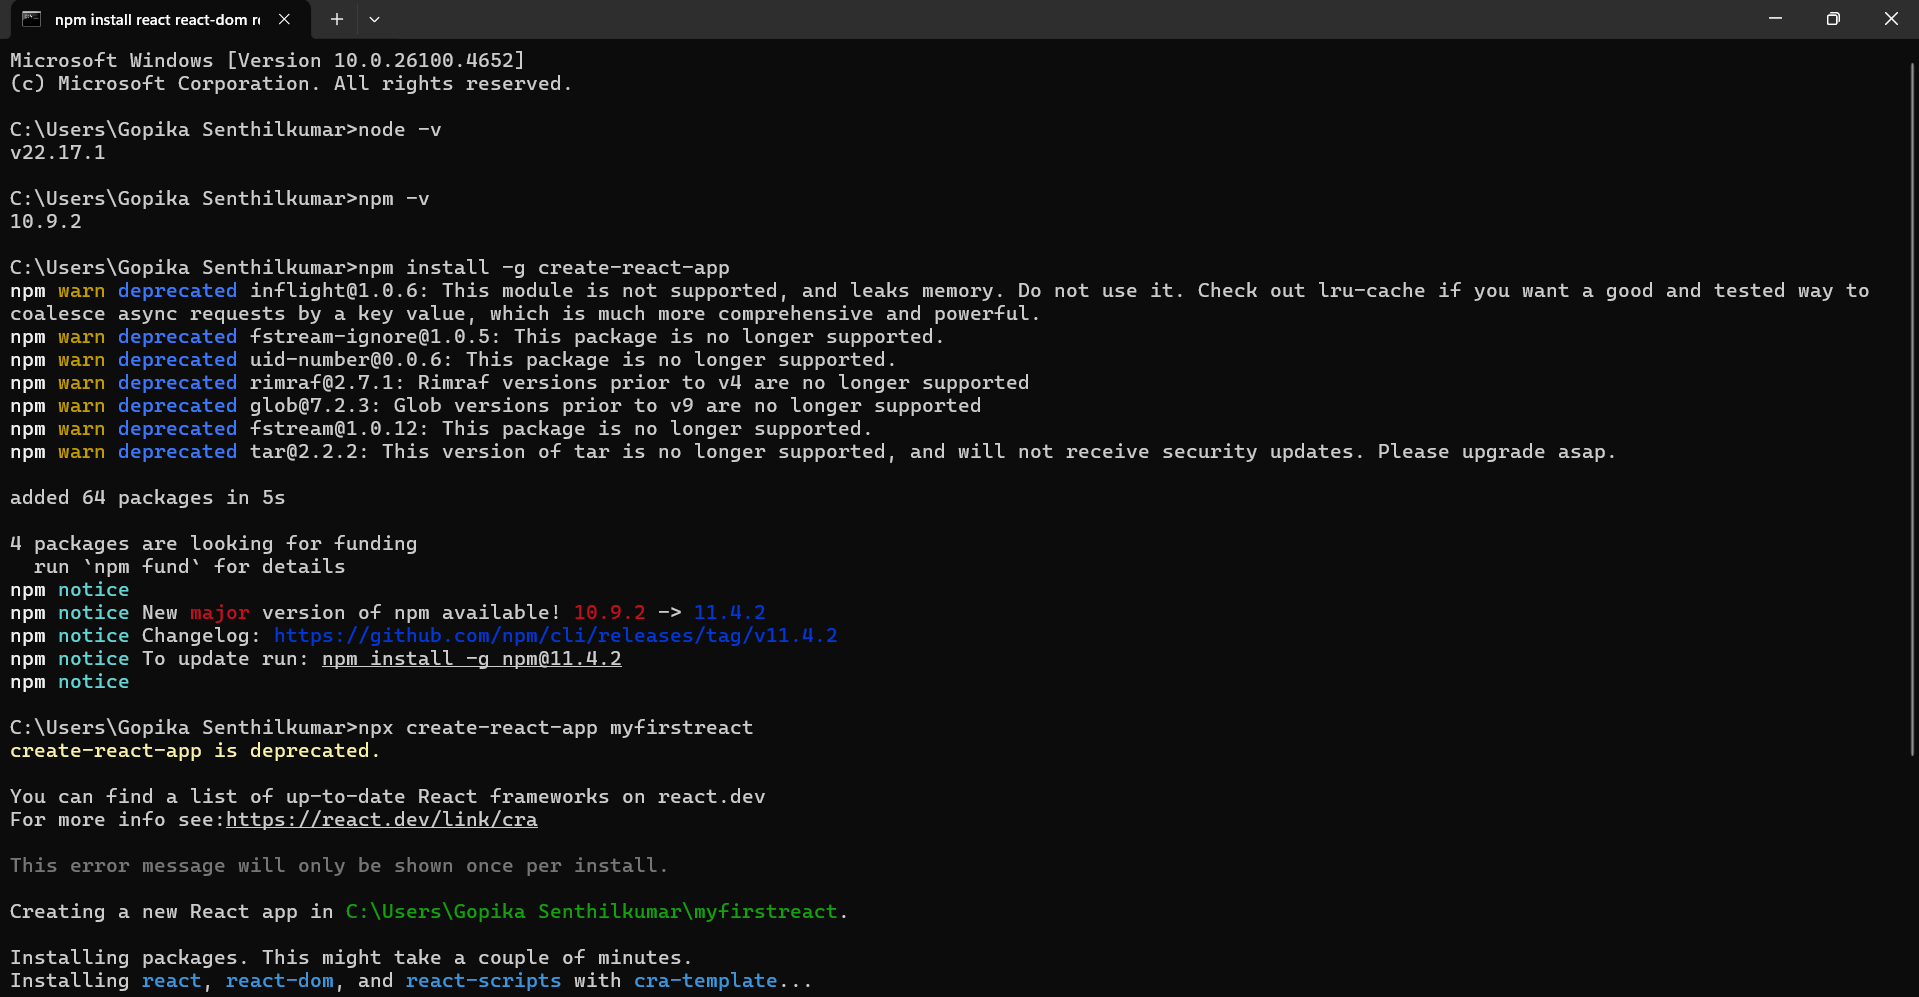 npm install react react-dom r
Microsoft Windows [Version 10.0.26100.4652]
(c) Microsoft Corporation. All rights reserved.
C:\Users\Gopika Senthilkumar>node -v
v22.17.1
C:\Users\Gopika Senthilkumar>npm -v
10.9.2
C:\Users\Gopika Senthilkumar>npm install -g create-react-app
npm warn deprecated inflight@1.0.6: This module is not supported, and leaks memory. Do not use it. Check out lru-cache if you want a good and tested way to
coalesce async requests by a key value, which is much more comprehensive and powerful.
npm warn deprecated fstream-ignore@1.0.5: This package is no longer supported.
npm warn deprecated uid-number@0.0.6: This package is no longer supported.
npm warn deprecated rimraf@2.7.1: Rimraf versions prior to v4 are no longer supported
npm warn deprecated glob@7.2.3: Glob versions prior to v9 are no longer supported
npm warn deprecated fstream@1.0.12: This package is no longer supported.
npm warn deprecated tar@2.2.2: This version of tar is no longer supported, and will not receive security updates. Please upgrade asap.
added 64 packages in 5s
4 packages are looking for funding
  run `npm fund` for details
npm notice
npm notice New major version of npm available! 10.9.2 -> 11.4.2
npm notice Changelog: https://github.com/npm/cli/releases/tag/v11.4.2
npm notice To update run: npm install -g npm@11.4.2
npm notice
C:\Users\Gopika Senthilkumar>npx create-react-app myfirstreact
create-react-app is deprecated.
You can find a list of up-to-date React frameworks on react.dev
For more info see:https://react.dev/link/cra
This error message will only be shown once per install.
Creating a new React app in C:\Users\Gopika Senthilkumar\myfirstreact.
Installing packages. This might take a couple of minutes.
Installing react, react-dom, and react-scripts with cra-template...